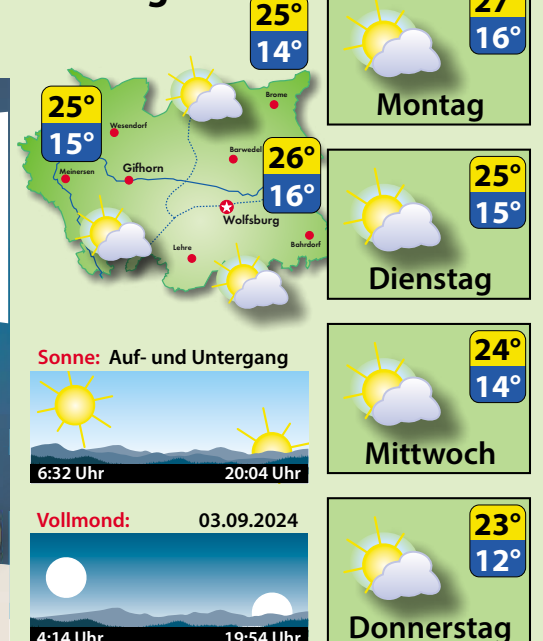 25°
14°
25°
15°
Brome
Wesendorf
Barwedel
Meinersen
Gifhorn
26°
16°
Wolfsburg
Lehre
Bahrdorf
27
16°
Montag
25°
15°
Dienstag
24°
14°
Mittwoch
23°
12°
Donnerstag
Sonne: Auf- und Untergang
6:32 Uhr 20:04 Uhr
Vollmond: 03.09.2024
4:14 Uhr 19:54 Uhr